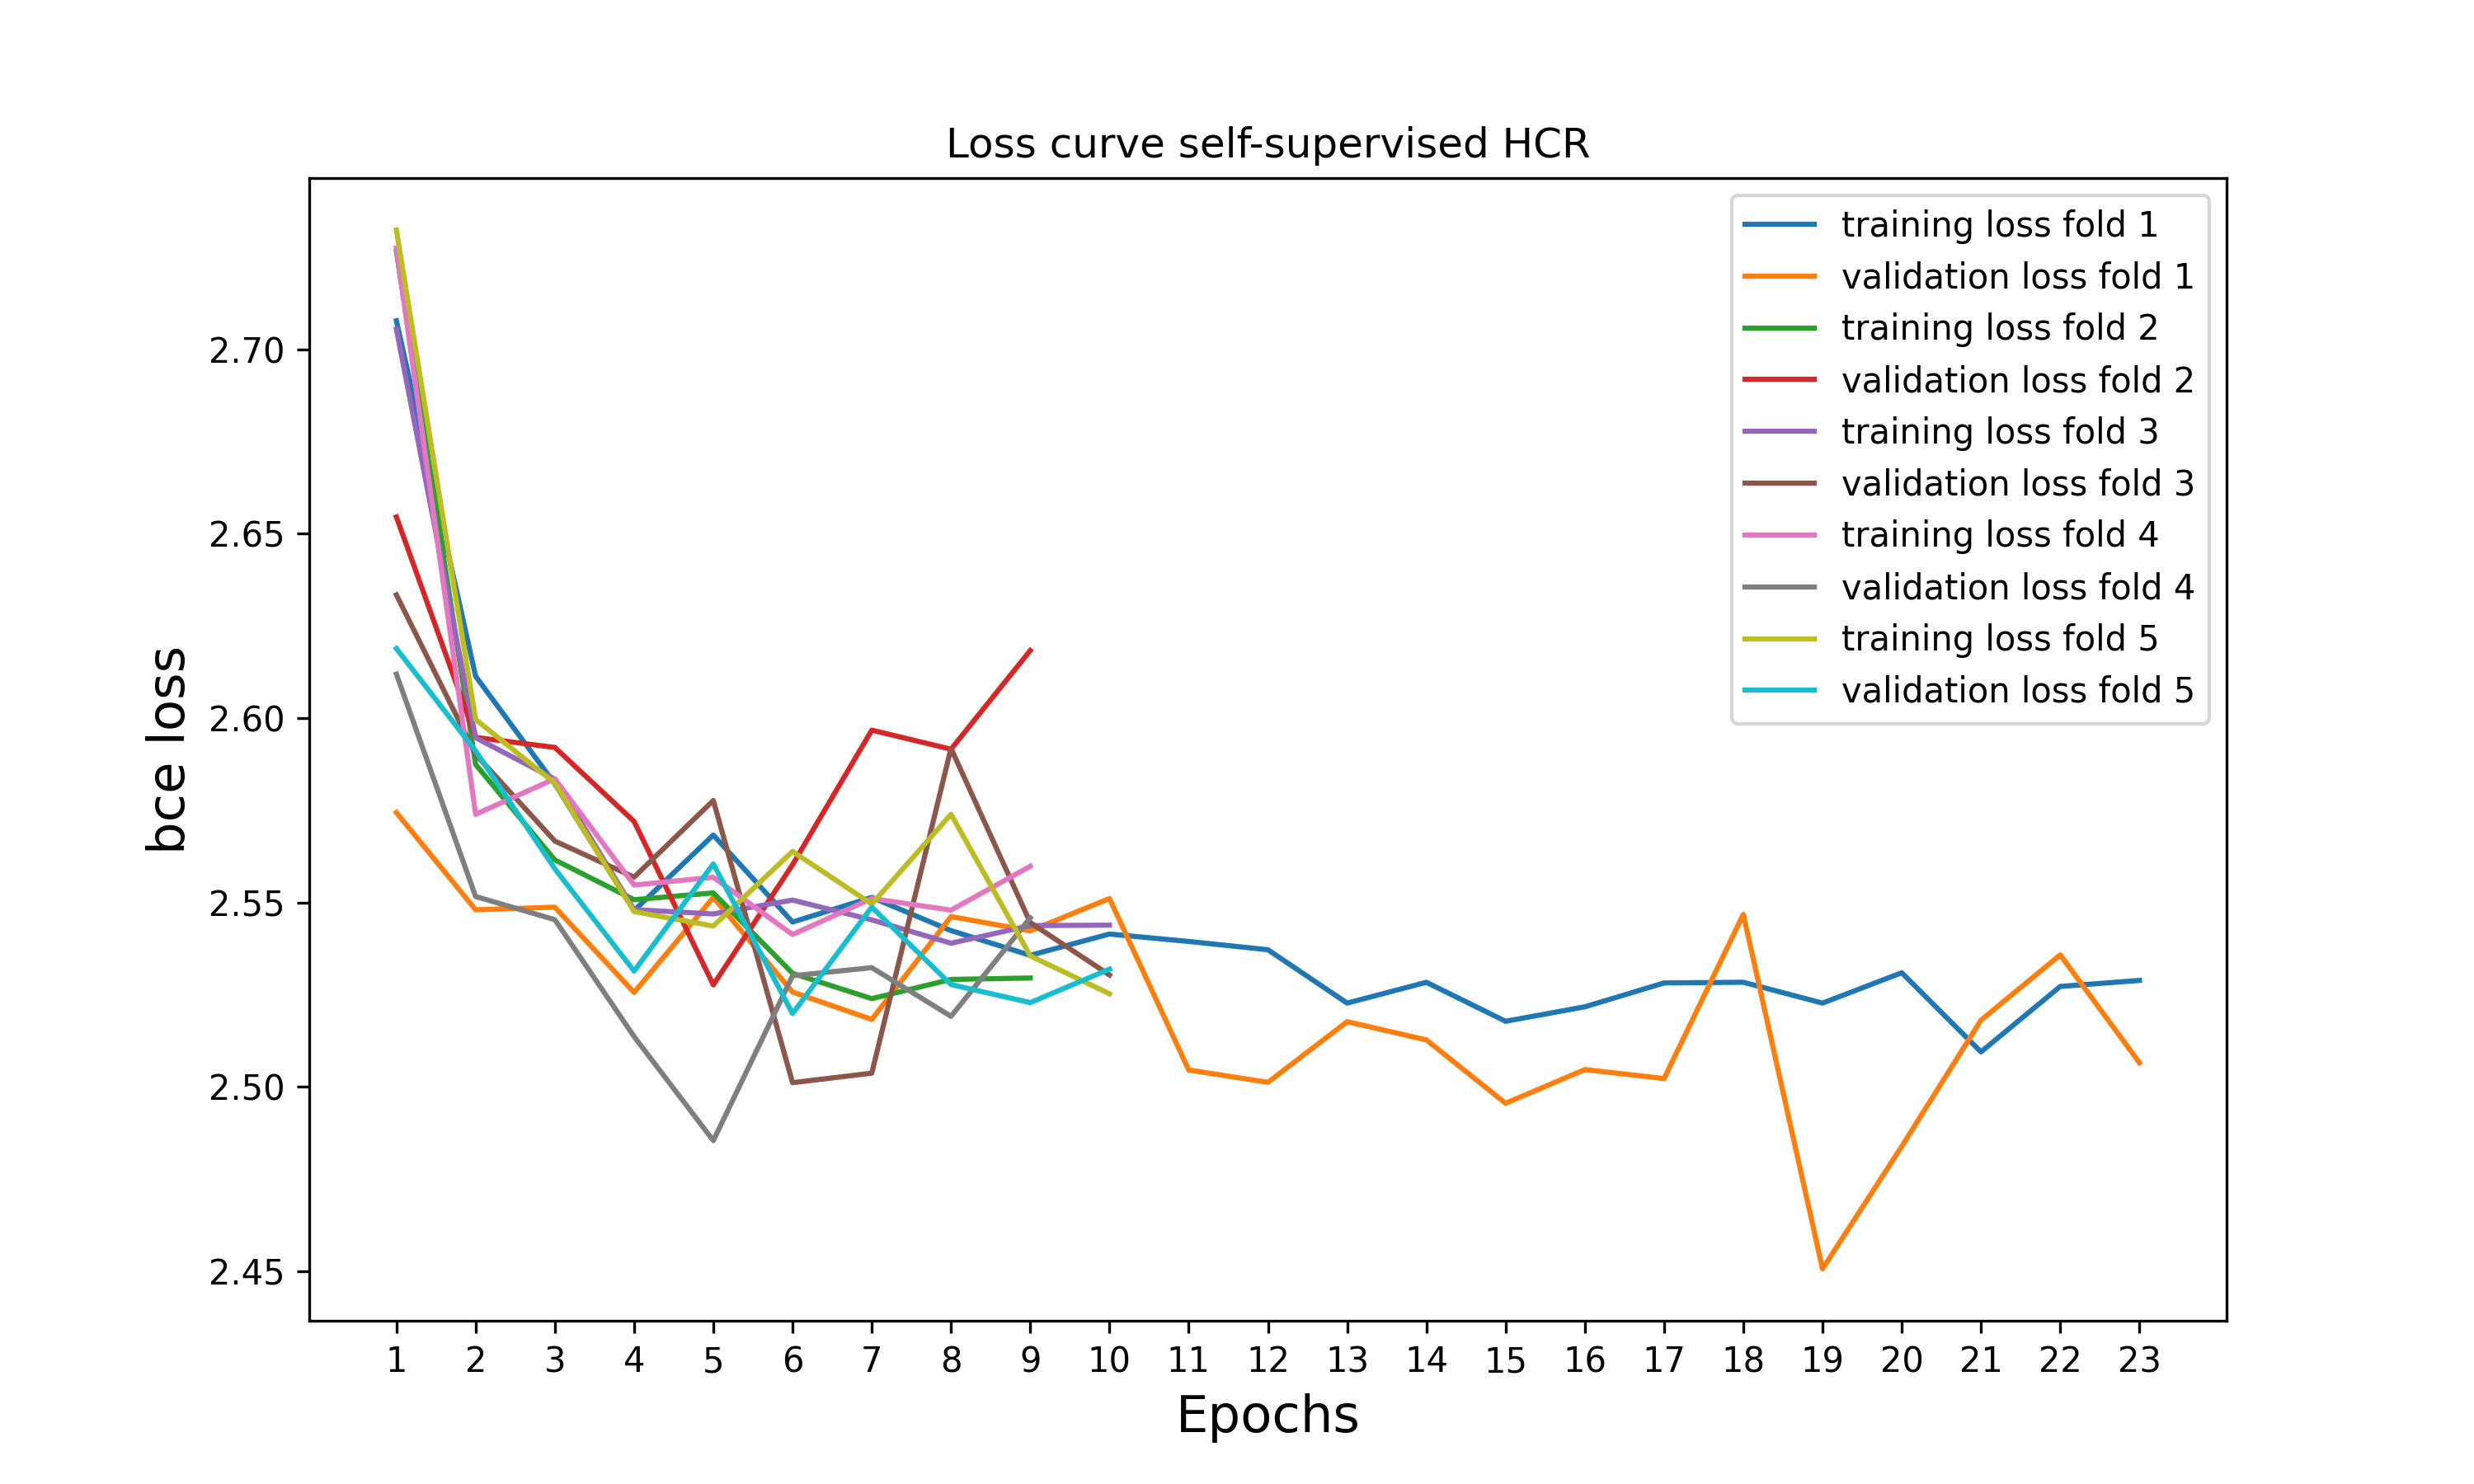 Loss curve self-supervised HCR
training loss fold 1
validation loss fold 1
training loss fold 2
validation loss fold 2
training loss fold 3
validation loss fold 3
training loss fold 4
validation loss fold 4
training loss fold 5
validation loss fold 5
bce loss
2.70
2.65
2.60
2.55
2.50
2.45
1 2 3 4 5 6 7 8 9 10 11 12 13 14 15 16 17 18 19 20 21 22 23
Epochs